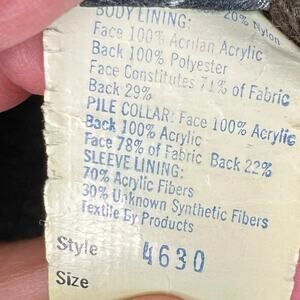 20% Nylon
BODY LINING:
Face 100% Acrilan Acrylic
Back 100% Polyester
Face Constitutes 71% of Fabric
Back 29%
PILE COLLAR: Face 100% Acrylic
Back 100% Acrylic
Face 78% of Fabric Back 22%
SLEEVE LINING:
70% Acrylic Fibers
30% Unknown Synthetic Fibers
Textile By Products
Style 4630
Size